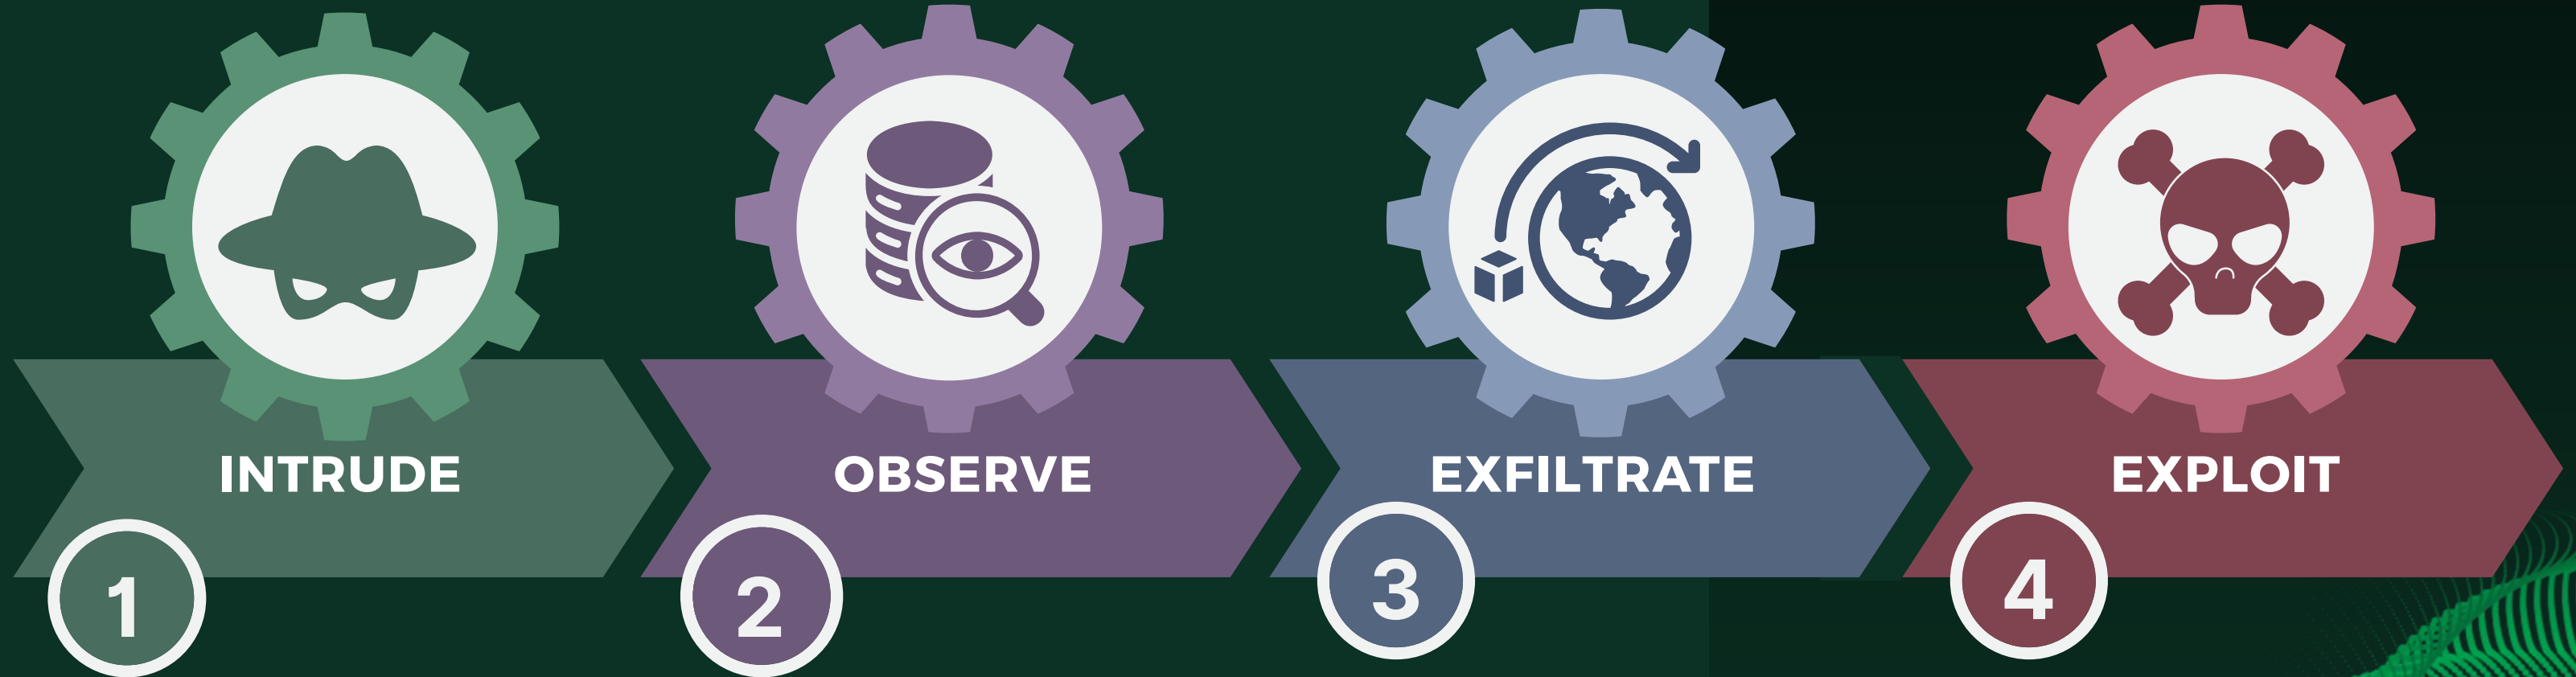 INTRUDE
OBSERVE
EXFILTRATE
EXPLOIT
1
2
3
4